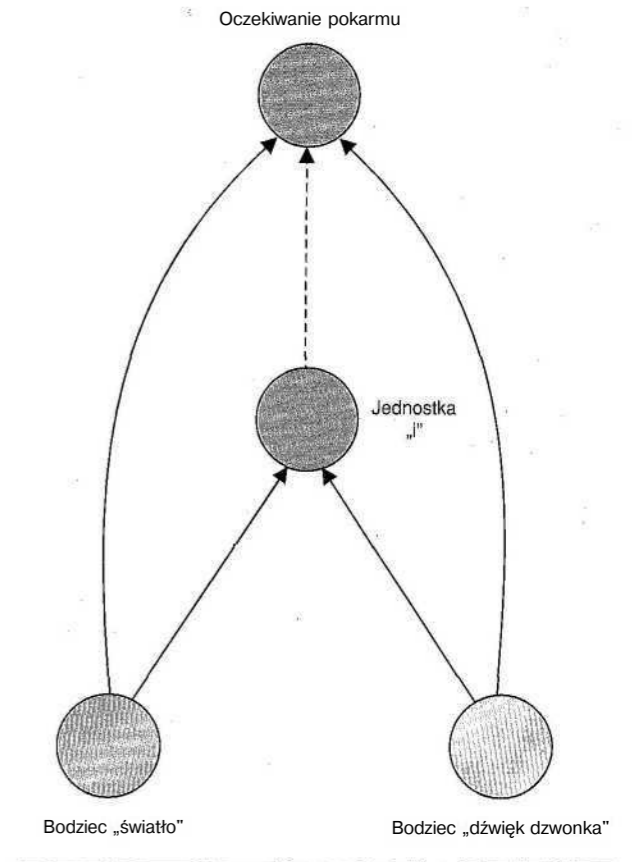 Oczekiwanie pokarmu
Jednostka
„i"
Bodziec „światło"
Bodziec „dźwięk dzwonka"